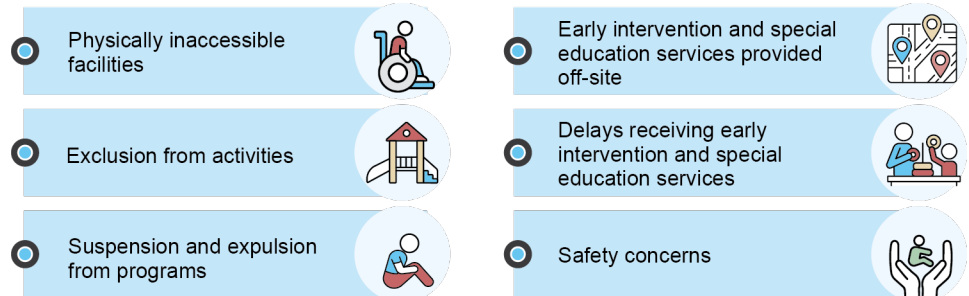 Physically inaccessible
facilities
Exclusion from activities
Suspension and expulsion
from programs
Early intervention and special
education services provided
off-site
Delays receiving early
intervention and special
education services
Safety concerns